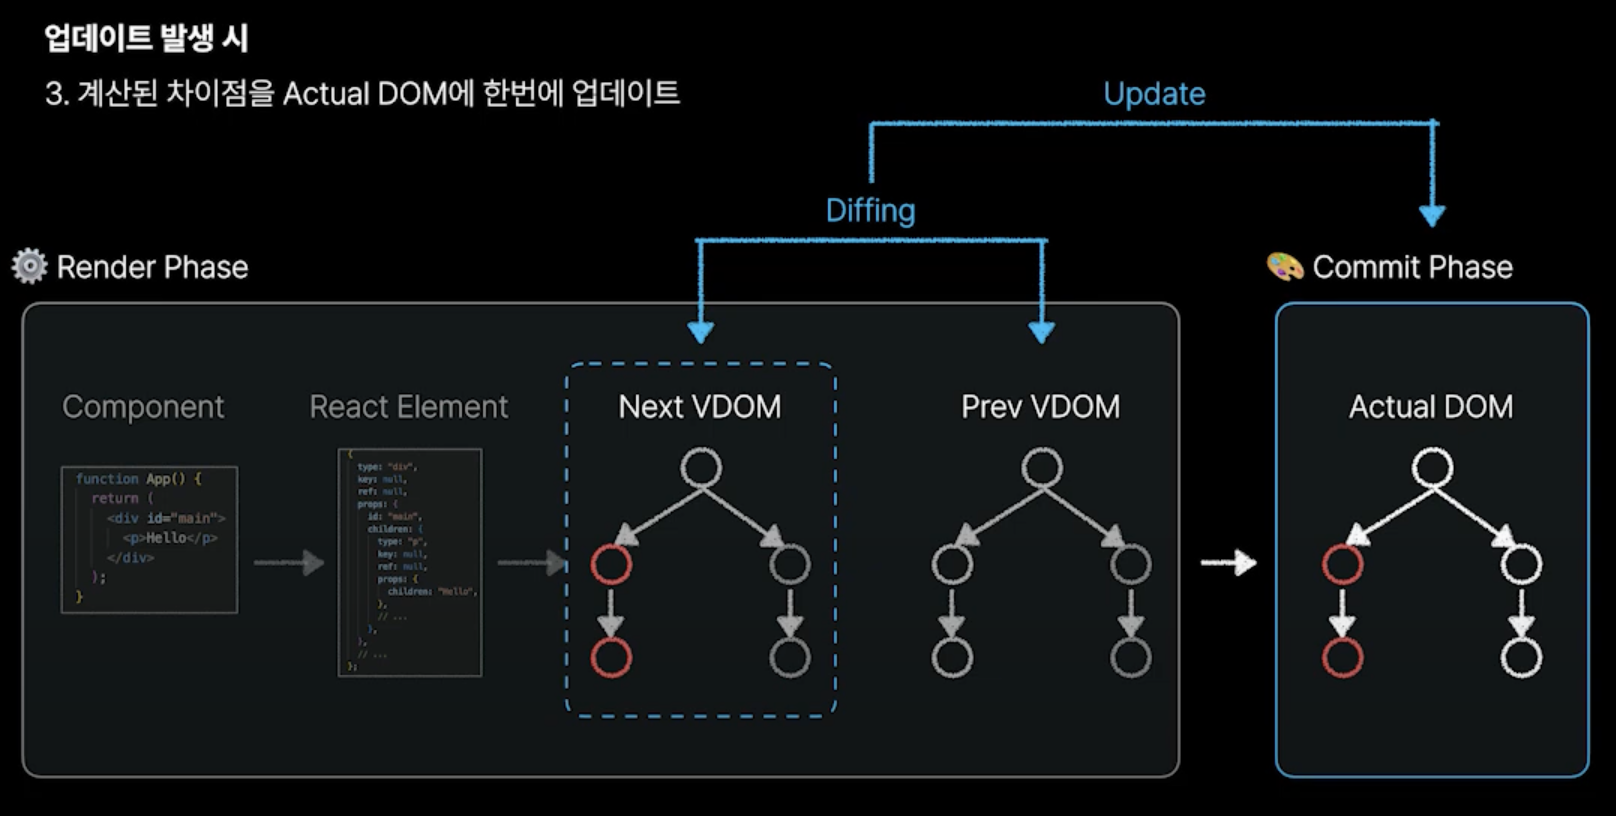 업데이트 발생 시
3. 계산된 차이점을 Actual DOM에 한번에 업데이트
Update
Diffing
Render Phase
Commit Phase
Component
React Element
Next VDOM
Prev VDOM
Actual DOM
function App() {
return (
<div id="main">
<p>Hello</p>
</div>
);
}
{
type: "div",
key: null,
ref: null,
props: {
id: "main",
children: {
type: "p",
key: null,
ref: null,
props: {
children: "Hello",
},
// ...
},
},
// ...
};